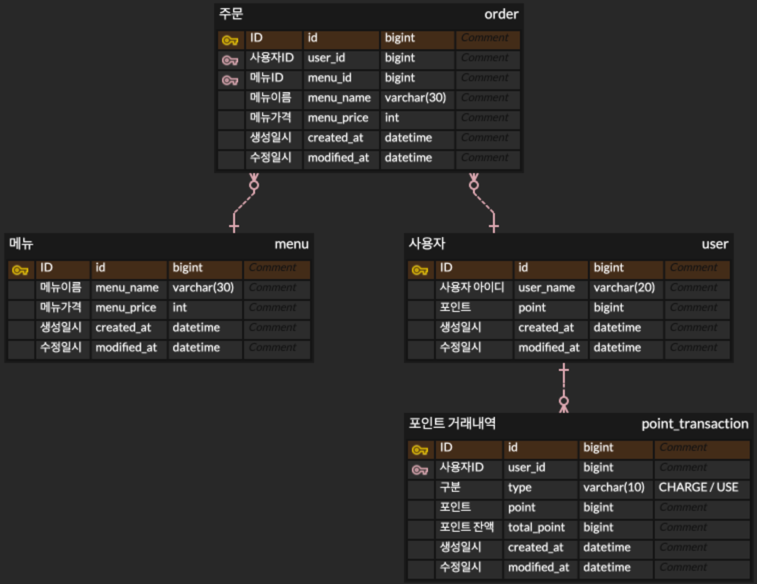 주문 order
ID id bigint Comment
사용자ID user_id bigint Comment
메뉴ID menu_id bigint Comment
메뉴이름 menu_name varchar(30) Comment
메뉴가격 menu_price int Comment
생성일시 created_at datetime Comment
수정일시 modified_at datetime Comment
메뉴 menu
ID id bigint Comment
메뉴이름 menu_name varchar(30) Comment
메뉴가격 menu_price int Comment
생성일시 created_at datetime Comment
수정일시 modified_at datetime Comment
사용자 user
ID id bigint Comment
사용자 아이디 user_name varchar(20) Comment
포인트 point bigint Comment
생성일시 created_at datetime Comment
수정일시 modified_at datetime Comment
포인트 거래내역 point_transaction
ID id bigint Comment
사용자ID user_id bigint Comment
구분 type varchar(10) CHARGE / USE
포인트 point bigint Comment
포인트 잔액 total_point bigint Comment
생성일시 created_at datetime Comment
수정일시 modified_at datetime Comment